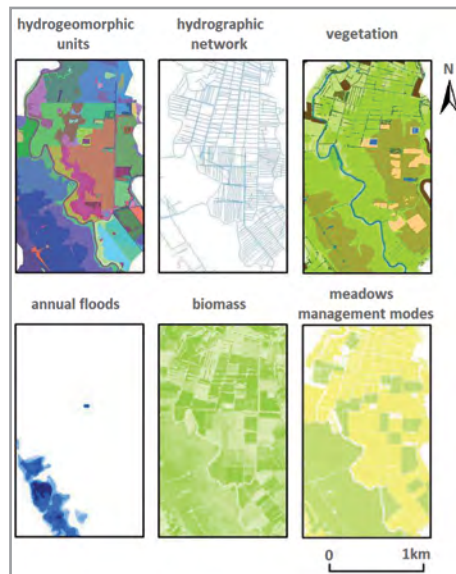 hydrogeomorphic
units
hydrographic
network
vegetation
N
annual floods
biomass
meadows
management modes
0 1km